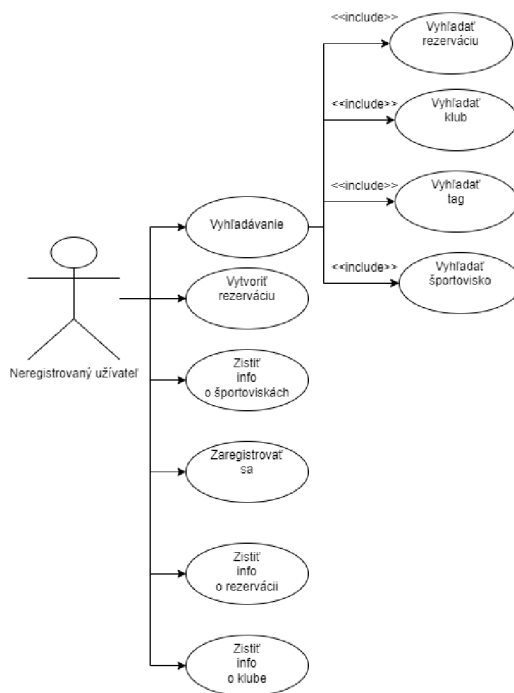 <<include>>
Vyhľadať
rezerváciu
<<include>>
Vyhľadať
klub
<<include>>
Vyhľadať
tag
<<include>>
Vyhľadať
športovisko
Vyhľadávanie
Vytvoriť
rezerváciu
Neregistrovaný užívateľ
Zistiť
info
o športoviskách
Zaregistrovať
sa
Zistiť
info
o rezervácii
Zistiť
info
o klube